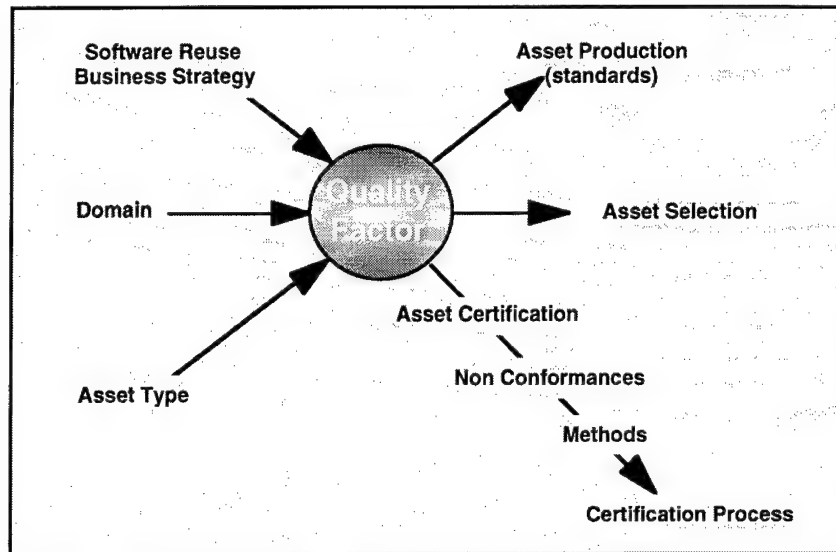 Software Reuse
Business Strategy
Asset Production
(standards)
Domain
Quality
Factor
Asset Selection
Asset Certification
Asset Type
Non Conformances
Methods
Certification Process